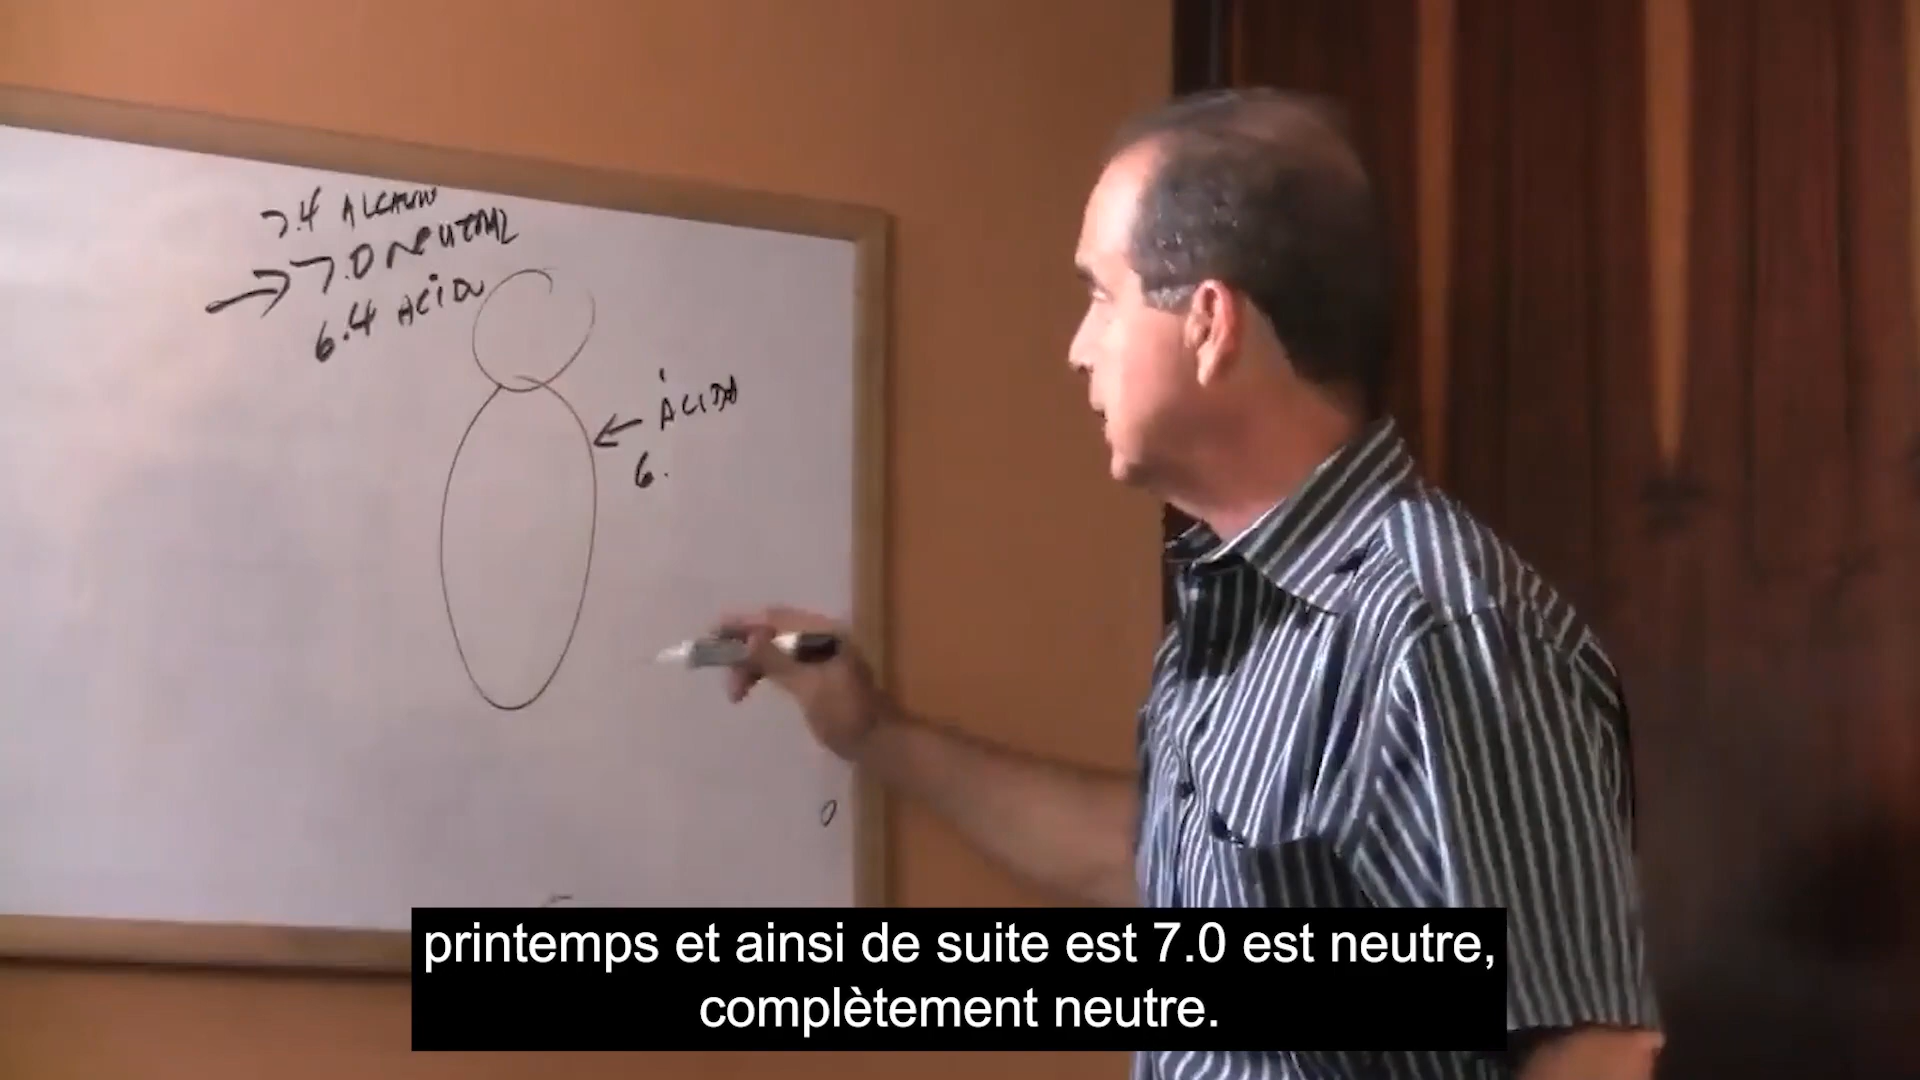 7.4 ALCALINO
7.0 NEUTRAL
6.4 ACIDO
ÁCIDA
6.
0
printemps et ainsi de suite est 7.0 est neutre,
complètement neutre.